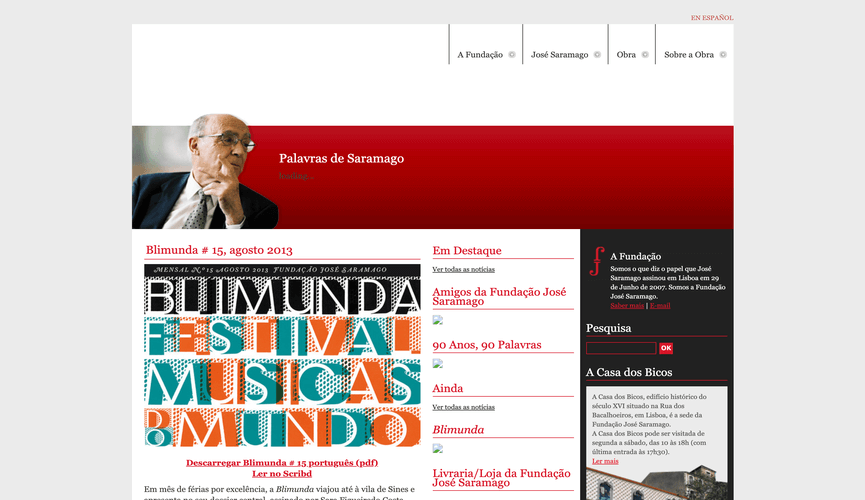 EN ESPAÑOL
A Fundação
José Saramago
Obra
Sobre a Obra
Palavras de Saramago
Blimunda # 15, agosto 2013
MENSAL Nº 15 AGOSTO 2013 FUNDAÇÃO JOSÉ SARAMAGO
BLIMUNDA
FESTIVAL
MÚSICAS
DO MUNDO
Descarregar Blimunda # 15 português (pdf)
Ler no Scribd
Em mês de férias por excelência, a Blimunda viajou até à vila de Sines e
Em Destaque
Ver todas as notícias
Amigos da Fundação José
Saramago
90 Anos, 90 Palavras
Ainda
Ver todas as notícias
Blimunda
Livraria/Loja da Fundação
José Saramago
A Fundação
Somos o que diz o papel que José
Saramago assinou em Lisboa em 29
de Junho de 2007. Somos a Fundação
José Saramago.
Saber mais | E-mail
Pesquisa
OK
A Casa dos Bicos
A Casa dos Bicos, edifício histórico do
século XVI situado na Rua dos
Bacalhoeiros, em Lisboa, é a sede da
Fundação José Saramago.
A Casa dos Bicos pode ser visitada de
segunda a sábado, das 10 às 18h (com
última entrada às 17h30).
Ler mais